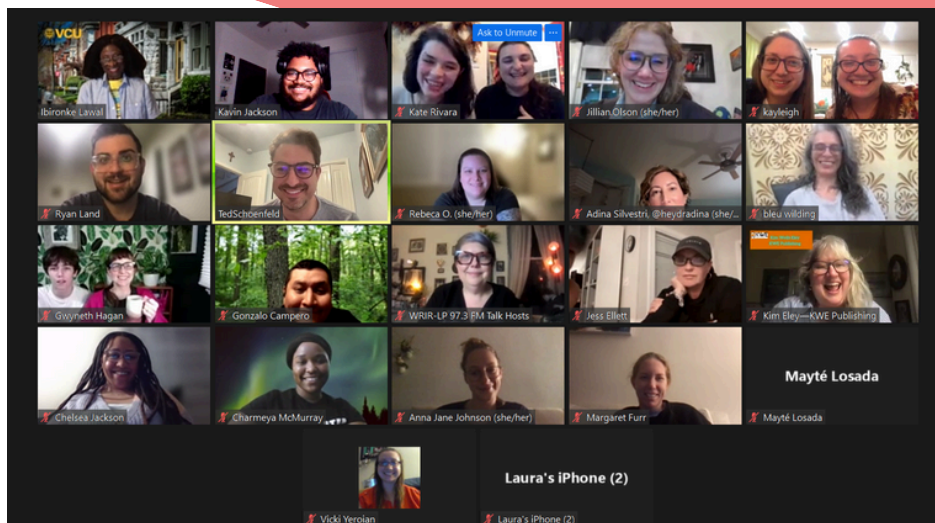 VCU
Ibironke Lawal
Kavin Jackson
Ask to Unmute ...
Kate Rivara
Jillian Olson (she/her)
kayleigh
Ryan Land
TedSchoenfeld
Rebeca O. (she/her)
Adina Silvestri. @heydradina (she/...
bleu wilding
Gwyneth Hagan
Gonzalo Campero
WRIR-LP 97.3 FM Talk Hosts
Jess Ellett
Kim Eley—KWE Publishing
Chelsea Jackson
Charmeya McMurray
Anna Jane Johnson (she/her)
Margaret Furr
Mayté Losada
Mayté Losada
Vicki Yeroian
Laura's iPhone (2)
Laura's iPhone (2)